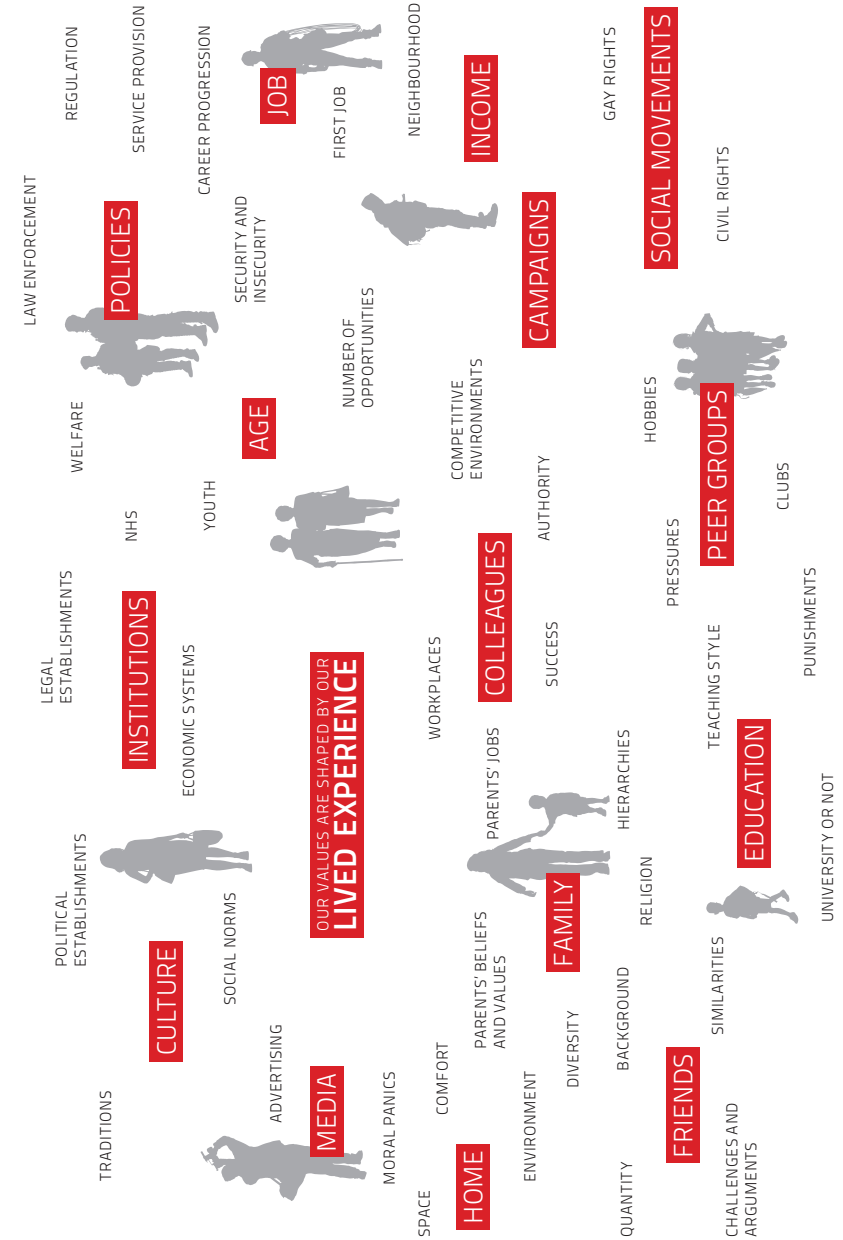 LAW ENFORCEMENT
LEGAL
ESTABLISHMENTS
POLITICAL
ESTABLISHMENTS
REGULATION
WELFARE
TRADITIONS
POLICIES
NHS
INSTITUTIONS
SERVICE PROVISION
CULTURE
ECONOMIC SYSTEMS
CAREER PROGRESSION
YOUTH
SOCIAL NORMS
SECURITY AND
INSECURITY
AGE
ADVERTISING
JOB
OUR VALUES ARE SHAPED BY OUR
LIVED EXPERIENCE
MEDIA
FIRST JOB
NUMBER OF
OPPORTUNITIES
MORAL PANICS
NEIGHBOURHOOD
SPACE
WORKPLACES
COMFORT
COMPETITIVE
ENVIRONMENTS
HOME
INCOME
PARENTS' BELIEFS
AND VALUES
PARENTS' JOBS
COLLEAGUES
ENVIRONMENT
CAMPAIGNS
AUTHORITY
SUCCESS
FAMILY
DIVERSITY
GAY RIGHTS
BACKGROUND
HIERARCHIES
QUANTITY
RELIGION
HOBBIES
SOCIAL MOVEMENTS
PRESSURES
FRIENDS
TEACHING STYLE
PEER GROUPS
SIMILARITIES
CIVIL RIGHTS
CHALLENGES AND
ARGUMENTS
EDUCATION
CLUBS
PUNISHMENTS
UNIVERSITY OR NOT